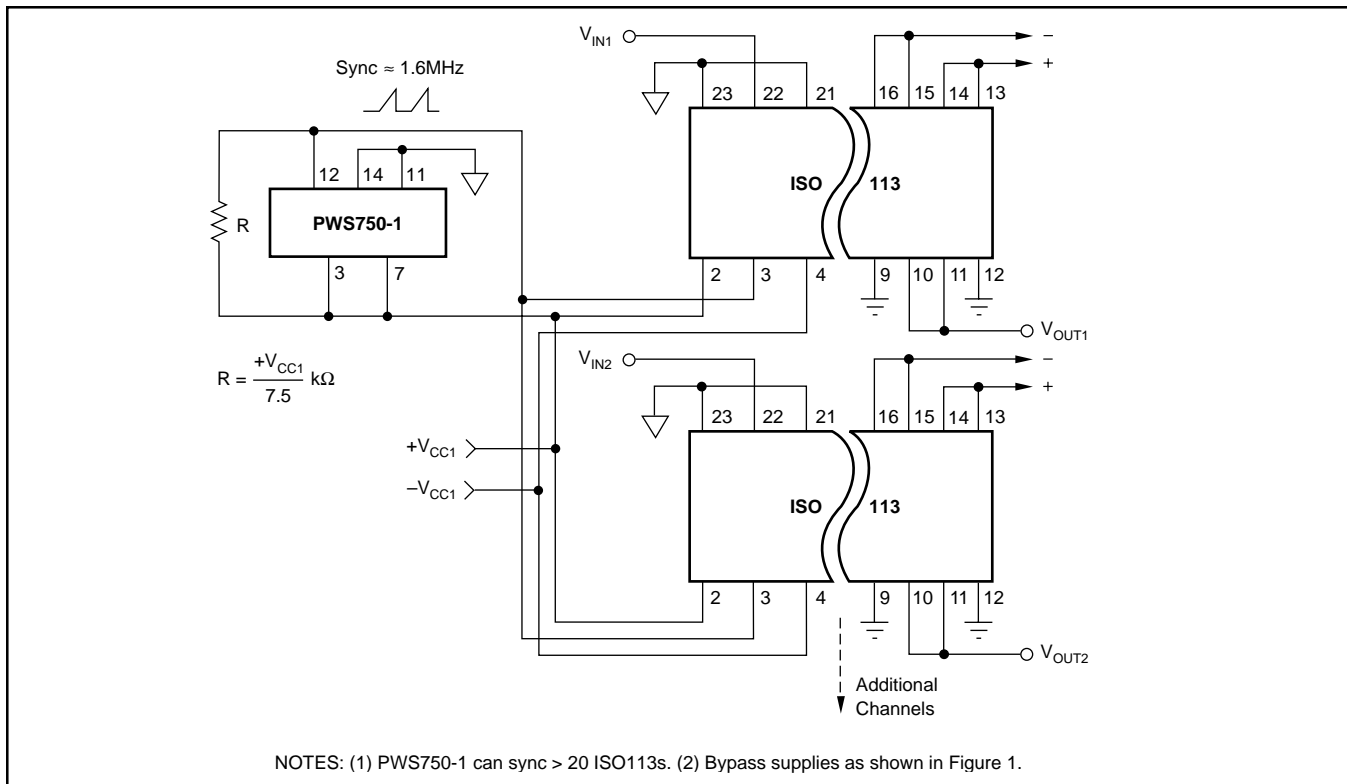 V_IN1
−
+
Sync ≈ 1.6MHz
23 22 21 16 15 14 13
12 14 11
ISO 113
R
PWS750-1
3 7
2 3 4 9 10 11 12
V_OUT1
V_IN2
−
+
R = +V_CC1 / 7.5 kΩ
23 22 21 16 15 14 13
+V_CC1
−V_CC1
ISO 113
2 3 4 9 10 11 12
V_OUT2
Additional
Channels
NOTES: (1) PWS750-1 can sync > 20 ISO113s. (2) Bypass supplies as shown in Figure 1.